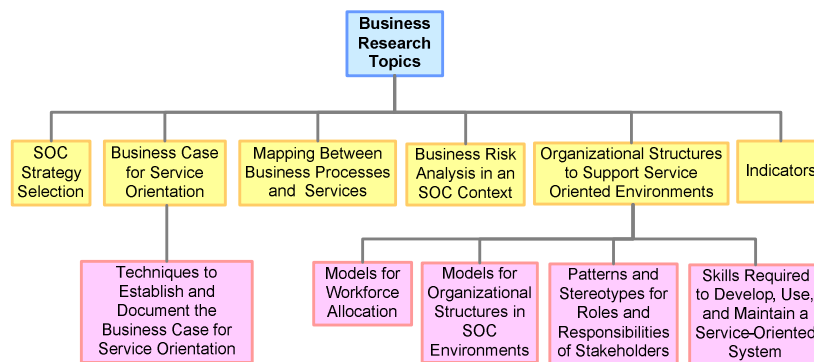 Business
Research
Topics
SOC
Strategy
Selection
Business Case
for Service
Orientation
Mapping Between
Business Processes
and Services
Business Risk
Analysis in an
SOC Context
Organizational Structures
to Support Service
Oriented Environments
Indicators
Techniques to
Establish and
Document the
Business Case for
Service Orientation
Models for
Workforce
Allocation
Models for
Organizational
Structures in SOC
Environments
Patterns and
Stereotypes for
Roles and
Responsibilities
of Stakeholders
Skills Required
to Develop, Use,
and Maintain a
Service-Oriented
System